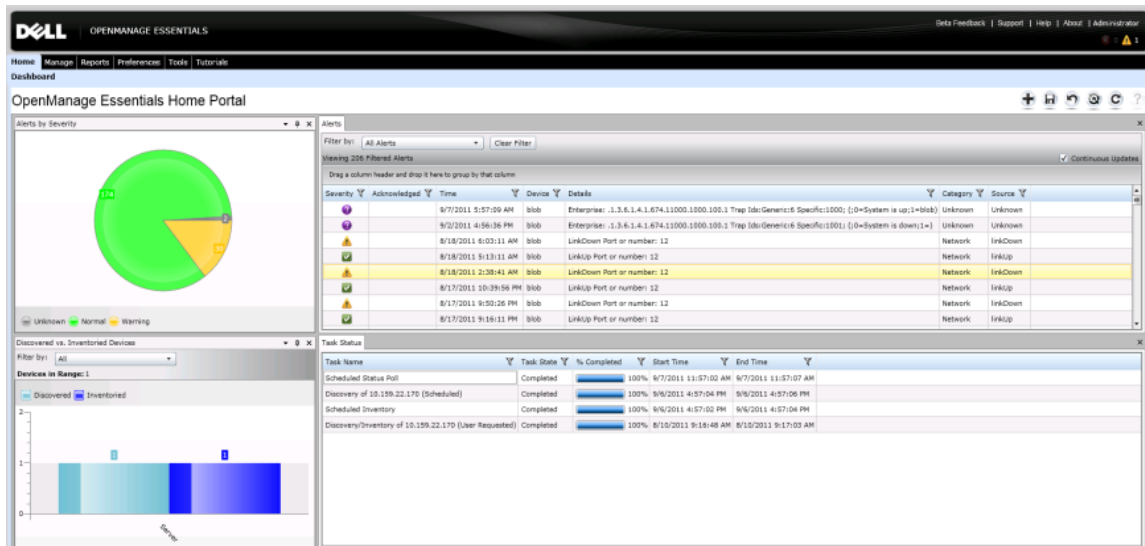 DELL OPENMANAGE ESSENTIALS
Beta Feedback | Support | Help | About | Administrator
1
Home Manage Reports Preferences Tools Tutorials
Dashboard
OpenManage Essentials Home Portal
Alerts by Severity
174
2
Unknown Normal Warning
Alerts
Filter by: All Alerts Clear Filter
Viewing 206 Filtered Alerts Continuous Updates
Drag a column header and drop it here to group by that column
Severity Acknowledged Time Device Details Category Source
9/7/2011 5:57:09 AM blob Enterprise: .1.3.6.1.4.1.674.11000.1000.100.1 Trap Ids:Generic:6 Specific:1000; {;0=System is up;1=blob} Unknown Unknown
9/2/2011 4:56:36 PM blob Enterprise: .1.3.6.1.4.1.674.11000.1000.100.1 Trap Ids:Generic:6 Specific:1001; {;0=System is down;1=} Unknown Unknown
8/18/2011 6:03:11 AM blob LinkDown Port or number: 12 Network linkDown
8/18/2011 5:13:11 AM blob LinkUp Port or number: 12 Network linkUp
8/18/2011 2:38:41 AM blob LinkDown Port or number: 12 Network linkDown
8/17/2011 10:39:56 PM blob LinkUp Port or number: 12 Network linkUp
8/17/2011 9:50:26 PM blob LinkDown Port or number: 12 Network linkDown
8/17/2011 9:16:11 PM blob LinkUp Port or number: 12 Network linkUp
Discovered vs. Inventoried Devices
Filter by: All
Devices in Range: 1
Discovered Inventoried
2
1
0
1 1
Server
Task Status
Task Name Task State % Completed Start Time End Time
Scheduled Status Poll Completed 100% 9/7/2011 11:57:02 AM 9/7/2011 11:57:07 AM
Discovery of 10.159.22.170 (Scheduled) Completed 100% 9/6/2011 4:57:04 PM 9/6/2011 4:57:06 PM
Scheduled Inventory Completed 100% 9/6/2011 4:57:02 PM 9/6/2011 4:57:04 PM
Discovery/Inventory of 10.159.22.170 (User Requested) Completed 100% 8/10/2011 9:16:48 AM 8/10/2011 9:17:03 AM